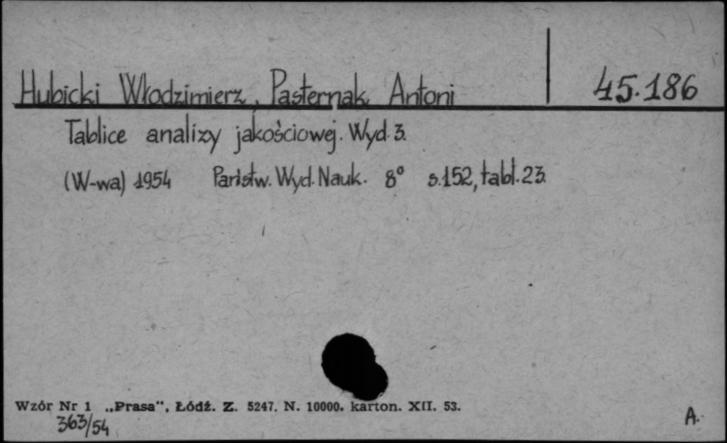 Hubicki Włodzimierz, Pasternak Antoni 45.186
Tablice analizy jakościowej. Wyd. 3.
(W-wa) 1954 Państw. Wyd. Nauk. 8° s.152, tabl. 23.
Wzór Nr 1 „Prasa“, Łódź. Z. 5247. N. 10000. karton. XII. 53.
363/54
A.